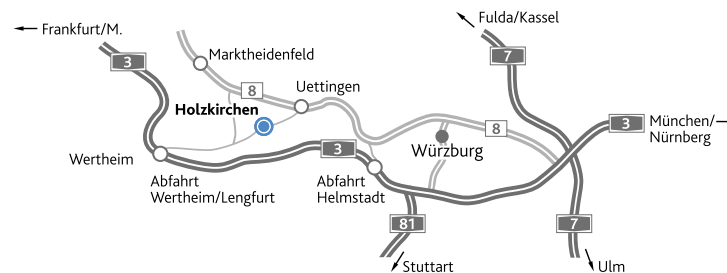 Fulda/Kassel
Frankfurt/M.
Marktheidenfeld
3
7
Uettingen
8
Holzkirchen
3
München/
Nürnberg
8
Wertheim
3
Würzburg
Abfahrt
Wertheim/Lengfurt
Abfahrt
Helmstadt
81
7
Stuttart
Ulm